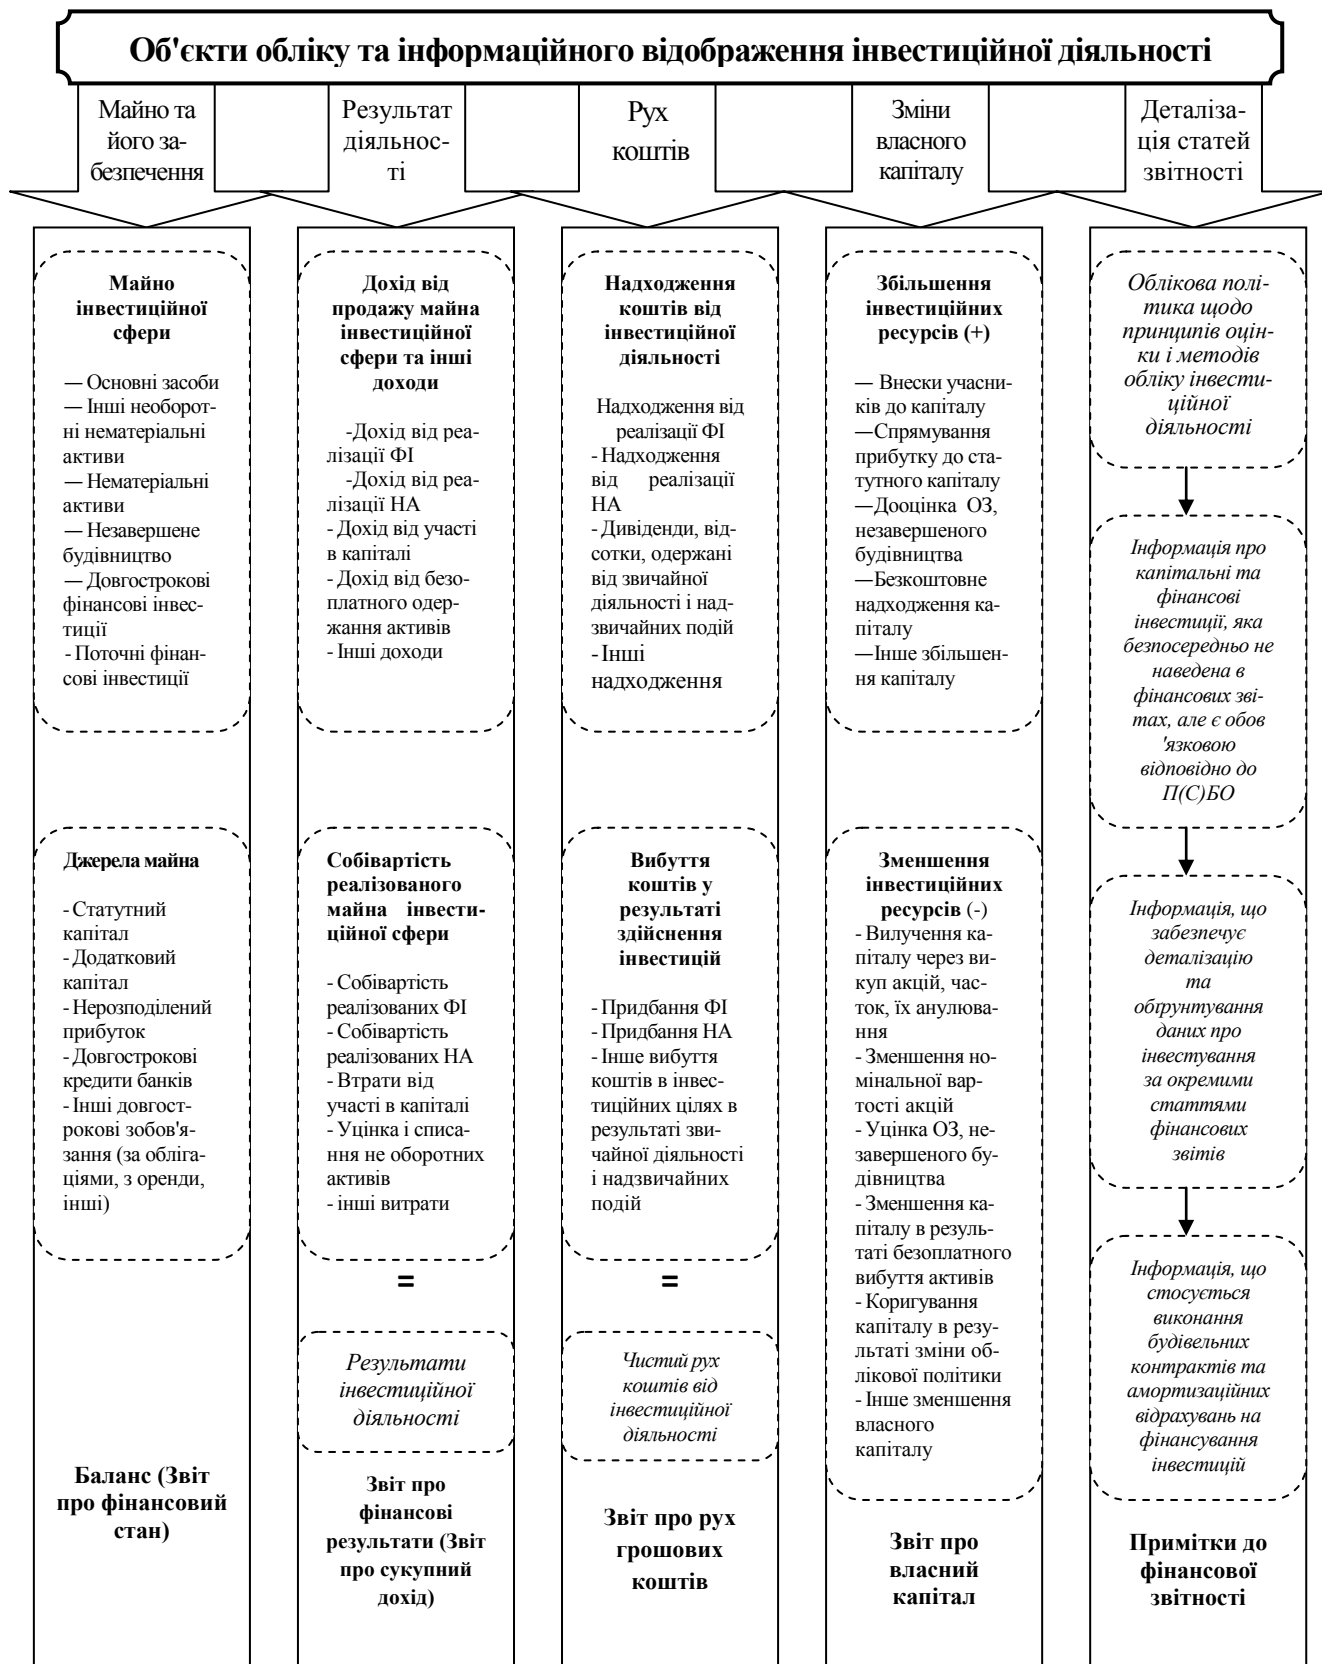 Об'єкти обліку та інформаційного відображення інвестиційної діяльності
Майно та
його за-
безпечення
Результат
діяльнос-
ті
Рух
коштів
Зміни
власного
капіталу
Деталіза-
ція статей
звітності
Майно
інвестиційної
сфери
— Основні засоби
— Інші необорот-
ні нематеріальні
активи
— Нематеріальні
активи
— Незавершене
будівництво
— Довгострокові
фінансові інвес-
тиції
- Поточні фінан-
сові інвестиції
Джерела майна
- Статутний
капітал
- Додатковий
капітал
- Нерозподілений
прибуток
- Довгострокові
кредити банків
- Інші довгост-
рокові зобов'я-
зання (за обліга-
ціями, з оренди,
інші)
Баланс (Звіт
про фінансовий
стан)
Дохід від
продажу майна
інвестиційної
сфери та інші
доходи
-Дохід від реа-
лізації ФІ
-Дохід від реа-
лізації НА
- Дохід від участі
в капіталі
- Дохід від безо-
платного одер-
жання активів
- Інші доходи
Собівартість
реалізованого
майна інвести-
ційної сфери
- Собівартість
реалізованих ФІ
- Собівартість
реалізованих НА
- Втрати від
участі в капіталі
- Уцінка і списа-
ння не оборотних
активів
- інші витрати
=
Результати
інвестиційної
діяльності
Звіт про
фінансові
результати (Звіт
про сукупний
дохід)
Надходження
коштів від
інвестиційної
діяльності
Надходження від
реалізації ФІ
- Надходження
від реалізації
НА
- Дивіденди, від-
сотки, одержані
від звичайної
діяльності і над-
звичайних подій
- Інші
надходження
Вибуття
коштів у
результаті
здійснення
інвестицій
- Придбання ФІ
- Придбання НА
- Інше вибуття
коштів в інвес-
тиційних цілях в
результаті зви-
чайної діяльності
і надзвичайних
подій
=
Чистий рух
коштів від
інвестиційної
діяльності
Звіт про рух
грошових
коштів
Збільшення
інвестиційних
ресурсів (+)
— Внески учасни-
ків до капіталу
—Спрямування
прибутку до ста-
тутного капіталу
—Дооцінка ОЗ,
незавершеного
будівництва
—Безкоштовне
надходження ка-
піталу
—Інше збільшен-
ня капіталу
Зменшення
інвестиційних
ресурсів (-)
- Вилучення ка-
піталу через ви-
куп акцій, час-
ток, їх анулюва-
ння
- Зменшення но-
мінальної вар-
тості акцій
- Уцінка ОЗ, не-
завершеного бу-
дівництва
- Зменшення ка-
піталу в резуль-
таті безоплатного
вибуття активів
- Коригування
капіталу в резу-
льтаті зміни об-
лікової політики
- Інше зменшення
власного
капіталу
Звіт про
власний
капітал
Облікова полі-
тика щодо
принципів оцін-
ки і методів
обліку інвести-
ційної
діяльності
Інформація про
капітальні та
фінансові
інвестиції, яка
безпосередньо не
наведена в
фінансових зві-
тах, але є обов
'язковою
відповідно до
П(С)БО
Інформація, що
забезпечує
деталізацію
та
обґрунтування
даних про
інвестування
за окремими
статтями
фінансових
звітів
Інформація, що
стосується
виконання
будівельних
контрактів та
амортизаційних
відрахувань на
фінансування
інвестицій
Примітки до
фінансової
звітності